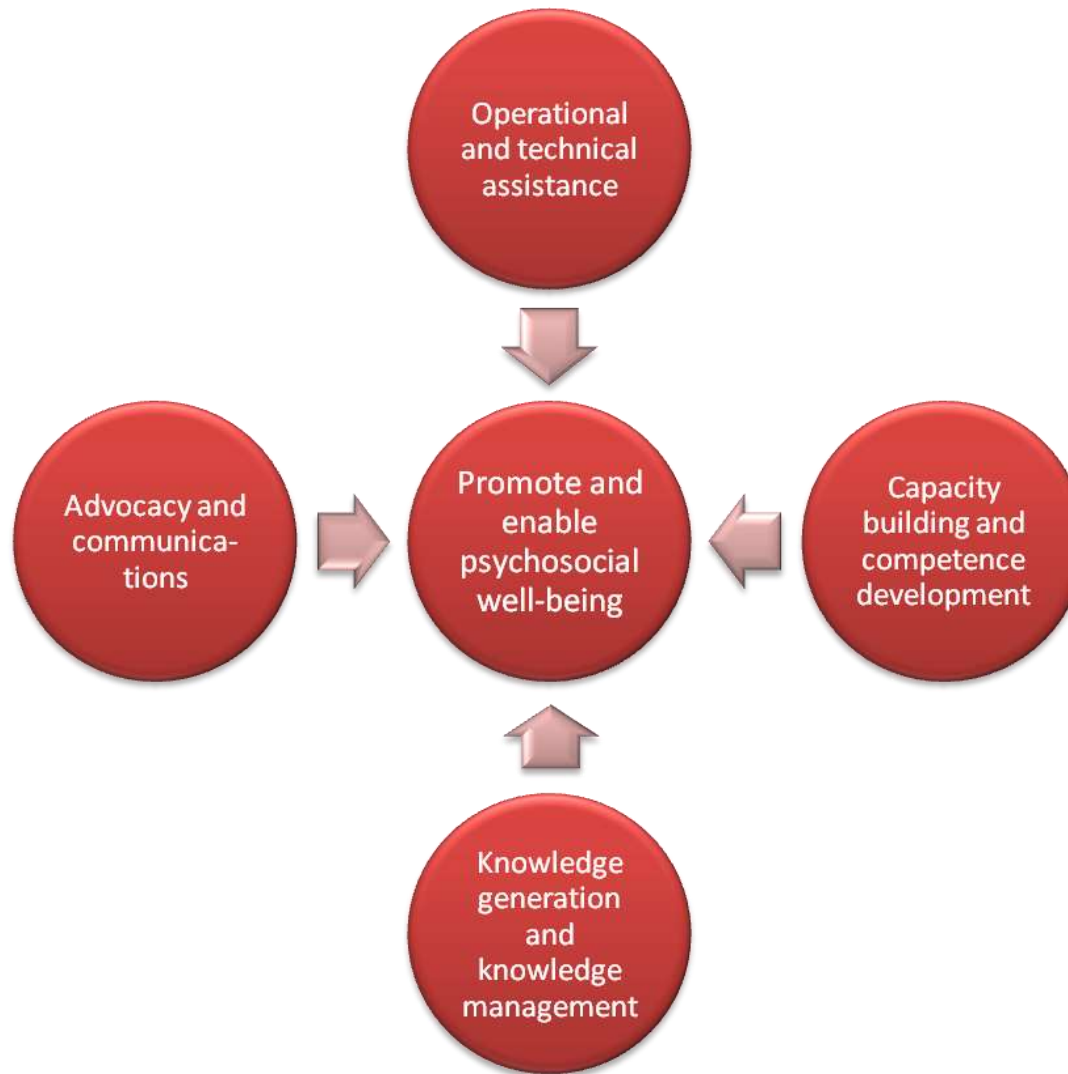 Operational
and technical
assistance
Advocacy and
communica-
tions
Promote and
enable
psychosocial
well-being
Capacity
building and
competence
development
Knowledge
generation
and
knowledge
management